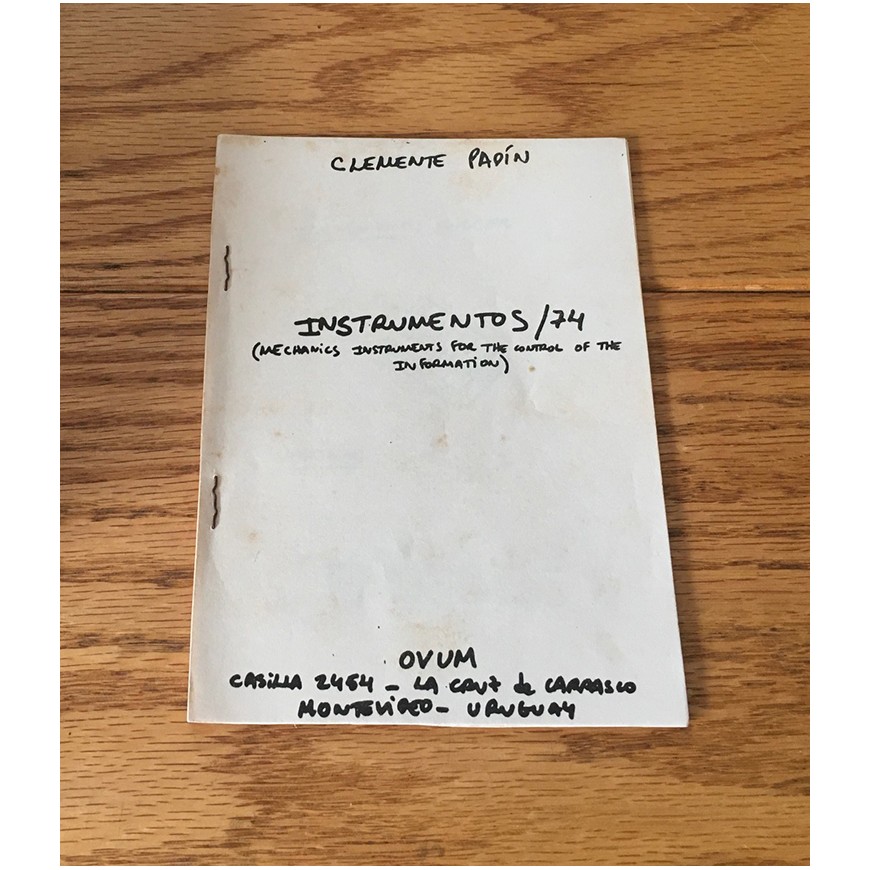 CLEMENTE PADÍN
INSTRUMENTOS/74
(MECHANICS INSTRUMENTS FOR THE CONTROL OF THE
INFORMATION)
OVUM
CASILLA 2454 - LA CRUZ de CARRASCO
MONTEVIDEO - URUGUAY